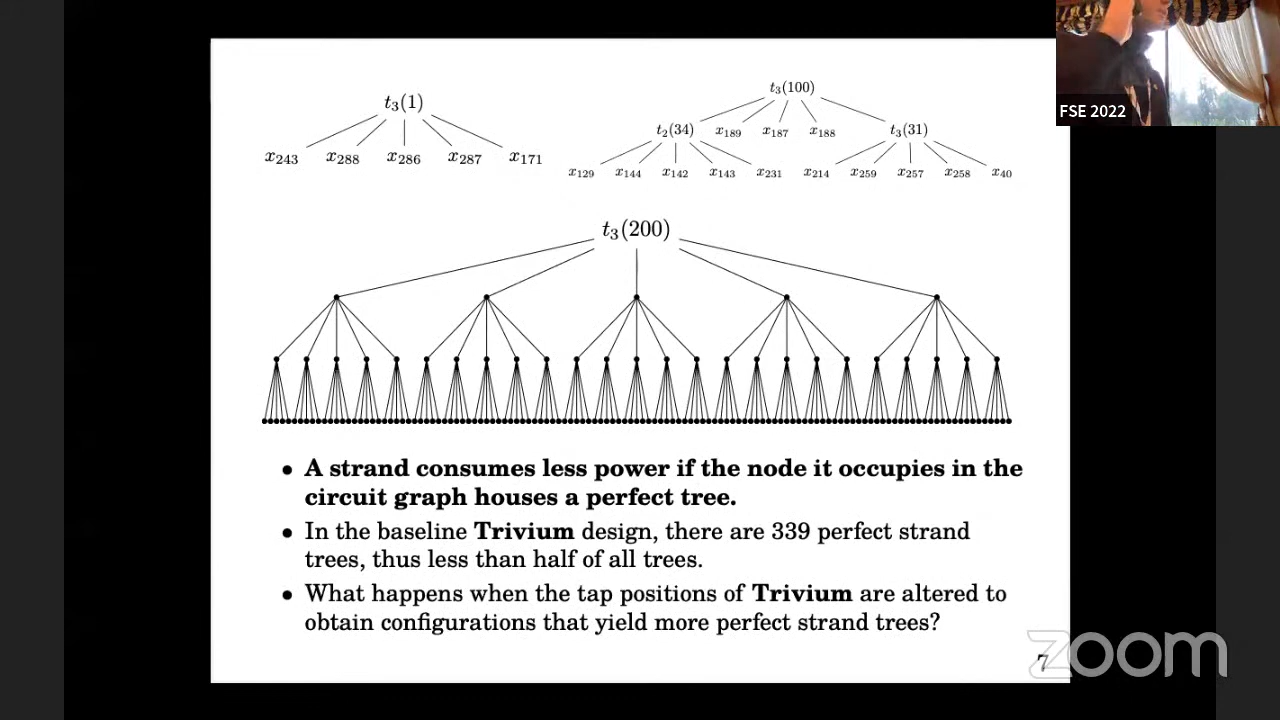 FSE 2022
t₃(1)
x₂₄₃ x₂₈₈ x₂₈₆ x₂₈₇ x₁₇₁
t₃(100)
t₂(34) x₁₈₉ x₁₈₇ x₁₈₈ t₃(31)
x₁₂₉ x₁₄₄ x₁₄₂ x₁₄₃ x₂₃₁ x₂₁₄ x₂₅₉ x₂₅₇ x₂₅₈ x₄₀
t₃(200)
• A strand consumes less power if the node it occupies in the
circuit graph houses a perfect tree.
• In the baseline Trivium design, there are 339 perfect strand
trees, thus less than half of all trees.
• What happens when the tap positions of Trivium are altered to
obtain configurations that yield more perfect strand trees?
7
zoom